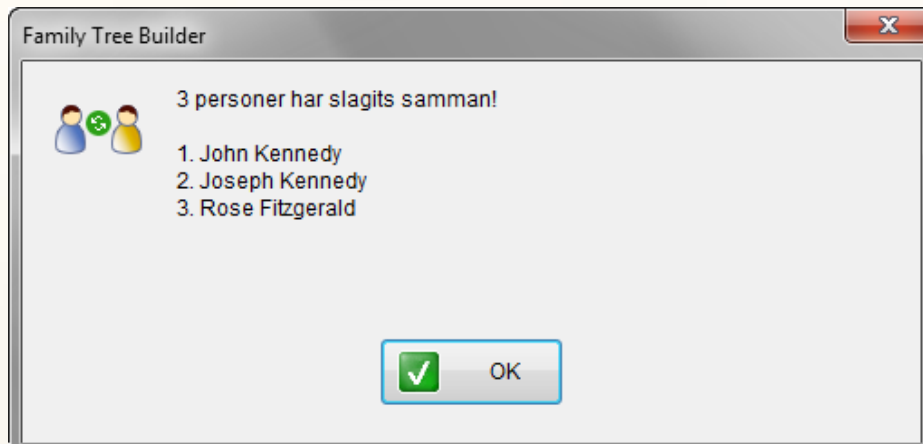 Family Tree Builder
3 personer har slagits samman!
1. John Kennedy
2. Joseph Kennedy
3. Rose Fitzgerald
OK